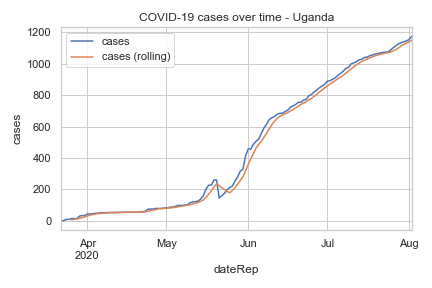 COVID-19 cases over time - Uganda
cases
cases (rolling)
1200
1000
800
600
400
200
0
cases
Apr
2020
May
Jun
Jul
Aug
dateRep